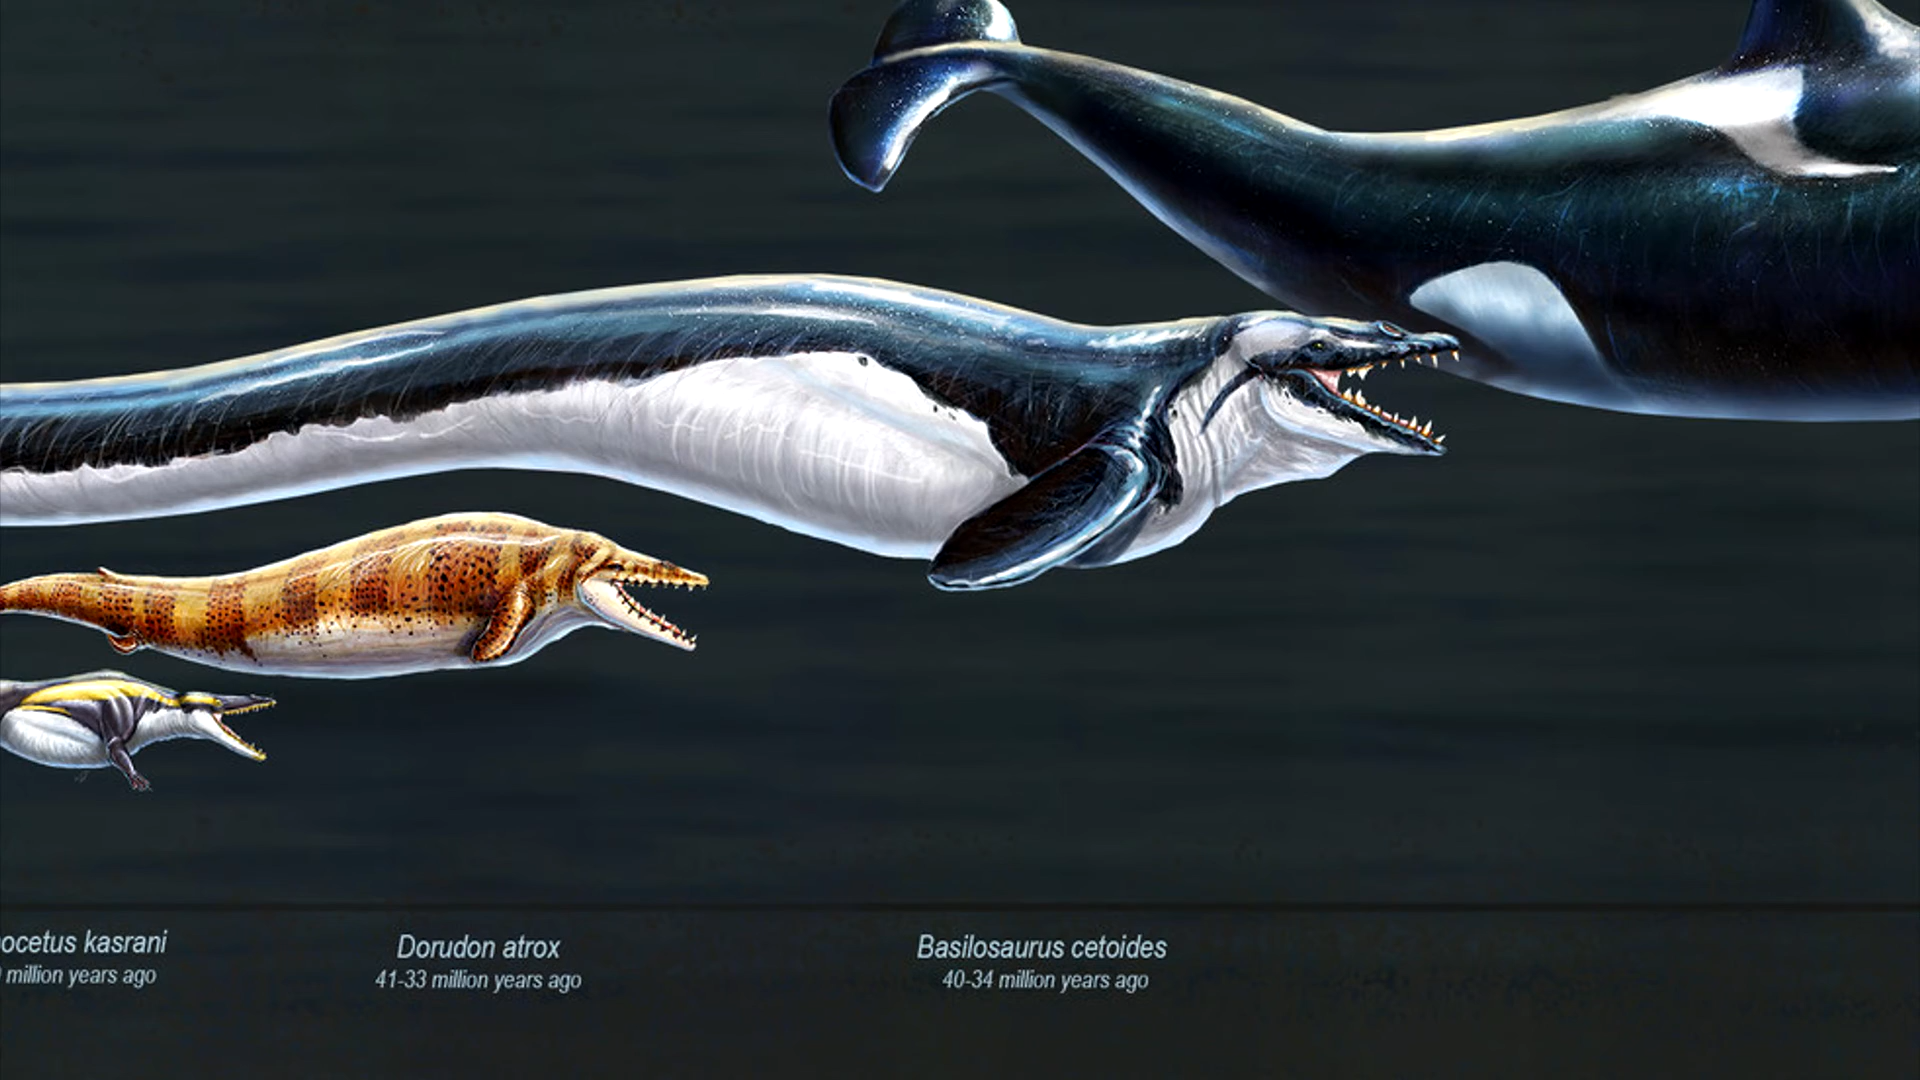 ocetus kasrani
million years ago
Dorudon atrox
41-33 million years ago
Basilosaurus cetoides
40-34 million years ago